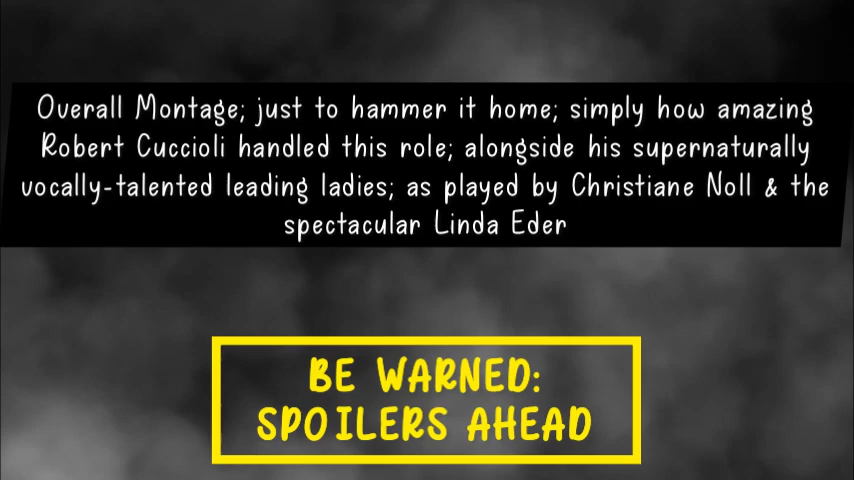 Overall Montage; just to hammer it home; simply how amazing
Robert Cuccioli handled this role; alongside his supernaturally
vocally-talented leading ladies; as played by Christiane Noll & the
spectacular Linda Eder
BE WARNED:
SPOILERS AHEAD